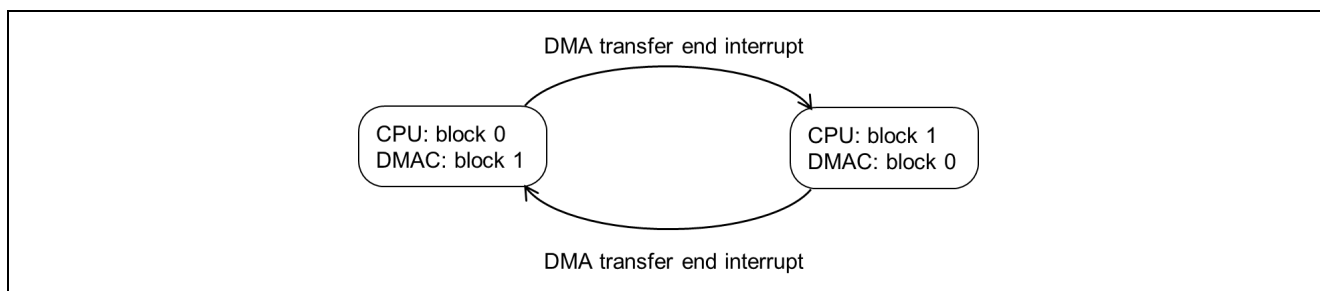 DMA transfer end interrupt
CPU: block 0
DMAC: block 1
CPU: block 1
DMAC: block 0
DMA transfer end interrupt